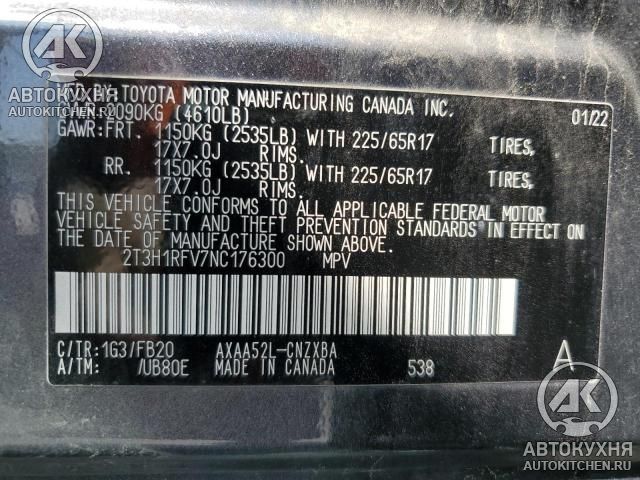 AK
АВТОКУХНЯ
AUTOKITCHEN.RU
BY:TOYOTA MOTOR MANUFACTURING CANADA INC.
2090KG (4610LB) 01/22
GAWR:FRT. 1150KG (2535LB) WITH 225/65R17 TIRES,
17X7.0J RIMS.
RR. 1150KG (2535LB) WITH 225/65R17 TIRES,
17X7.0J RIMS.
THIS VEHICLE CONFORMS TO ALL APPLICABLE FEDERAL MOTOR
VEHICLE SAFETY AND THEFT PREVENTION STANDARDS IN EFFECT ON
THE DATE OF MANUFACTURE SHOWN ABOVE.
2T3H1RFV7NC176300 MPV
C/TR:1G3/FB20 AXAA52L-CNZXBA A
A/TM: /UB80E MADE IN CANADA 538
AK
АВТОКУХНЯ
AUTOKITCHEN.RU